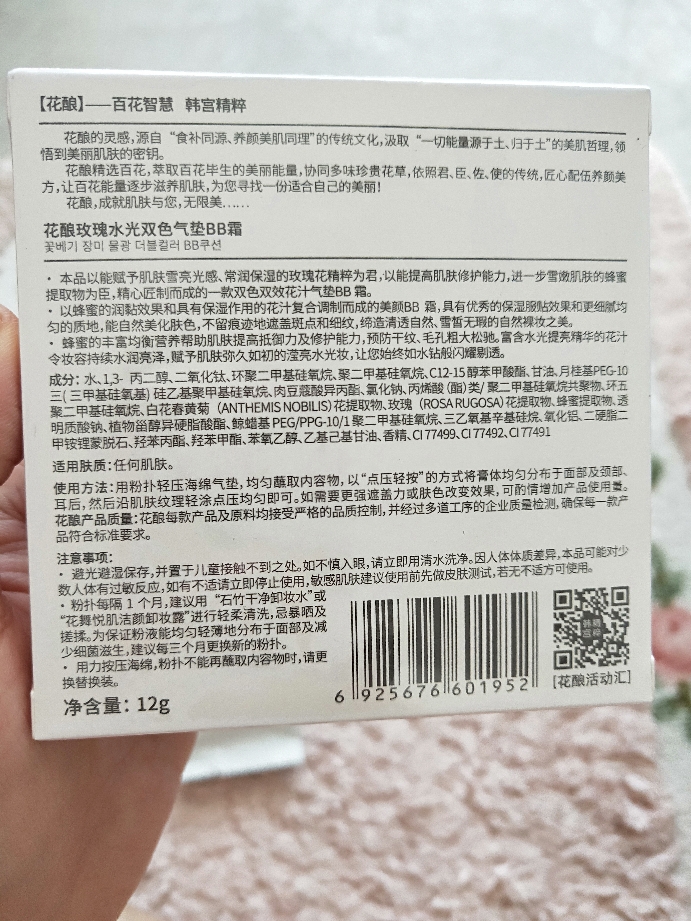 【花酿】——百花智慧 韩宫精粹
花酿的灵感，源自“食补同源、养颜美肌同理”的传统文化，汲取“一切能量源于土、归于土”的美肌哲理，领
悟到美丽肌肤的密钥。
花酿精选百花，萃取百花毕生的美丽能量，协同多味珍贵花草，依照君、臣、佐、使的传统，匠心配伍养颜美
方，让百花能量逐步滋养肌肤，为您寻找一份适合自己的美丽！
花酿，成就肌肤与您，无限美……
花酿玫瑰水光双色气垫BB霜
꽃베기 장미 물광 더블컬러 BB쿠션
· 本品以能赋予肌肤雪亮光感、常润保湿的玫瑰花精粹为君，以能提高肌肤修护能力，进一步雪嫩肌肤的蜂蜜
提取物为臣，精心匠制而成的一款双色双效花汁气垫BB 霜。
· 以蜂蜜的润黏效果和具有保湿作用的花汁复合调制而成的美颜BB 霜，具有优秀的保湿服贴效果和更细腻均
匀的质地，能自然美化肤色，不留痕迹地遮盖斑点和细纹，缔造清透自然、雪皙无瑕的自然裸妆之美。
· 蜂蜜的丰富均衡营养帮助肌肤提高抵御力及修护能力，预防干纹、毛孔粗大松驰。富含水光提亮精华的花汁
令妆容持续水润亮泽，赋予肌肤弥久如初的滢亮水光妆，让您始终如水钻般闪耀剔透。
成分：水、1,3- 丙二醇、二氧化钛、环聚二甲基硅氧烷、聚二甲基硅氧烷、C12-15 醇苯甲酸酯、甘油、月桂基PEG-10
三( 三甲基硅氧基) 硅乙基聚甲基硅氧烷、肉豆蔻酸异丙酯、氯化钠、丙烯酸（酯）类/ 聚二甲基硅氧烷共聚物、环五
聚二甲基硅氧烷、白花春黄菊（ANTHEMIS NOBILIS）花提取物、玫瑰（ROSA RUGOSA）花提取物、蜂蜜提取物、透
明质酸钠、植物甾醇异硬脂酸酯、鲸蜡基 PEG/PPG-10/1 聚二甲基硅氧烷、三乙氧基辛基硅烷、氧化铝、二硬脂二
甲铵锂蒙脱石、羟苯丙酯、羟苯甲酯、苯氧乙醇、乙基己基甘油、香精、CI 77499、CI 77492、CI 77491
适用肤质：任何肌肤。
使用方法：用粉扑轻压海绵气垫，均匀蘸取内容物，以“点压轻按”的方式将膏体均匀分布于面部及颈部、
耳后，然后沿肌肤纹理轻涂点压均匀即可。如需要更强遮盖力或肤色改变效果，可酌情增加产品使用量。
花酿产品质量：花酿每款产品及原料均接受严格的品质控制，并经过多道工序的企业质量检测，确保每一款产
品符合标准要求。
注意事项：
· 避光避湿保存，并置于儿童接触不到之处。如不慎入眼，请立即用清水洗净。因人体体质差异，本品可能对少
数人体有过敏反应，如有不适请立即停止使用，敏感肌肤建议使用前先做皮肤测试，若无不适方可使用。
· 粉扑每隔 1 个月，建议用“石竹干净卸妆水”或
“花舞悦肌洁颜卸妆露”进行轻柔清洗，忌暴晒及
搓揉。为保证粉液能均匀轻薄地分布于面部及减
少细菌滋生，建议每三个月更换新的粉扑。
· 用力按压海绵，粉扑不能再蘸取内容物时，请更
换替换装。
净含量：12g
6 925676 601952
韩宫精粹
[花酿活动汇]